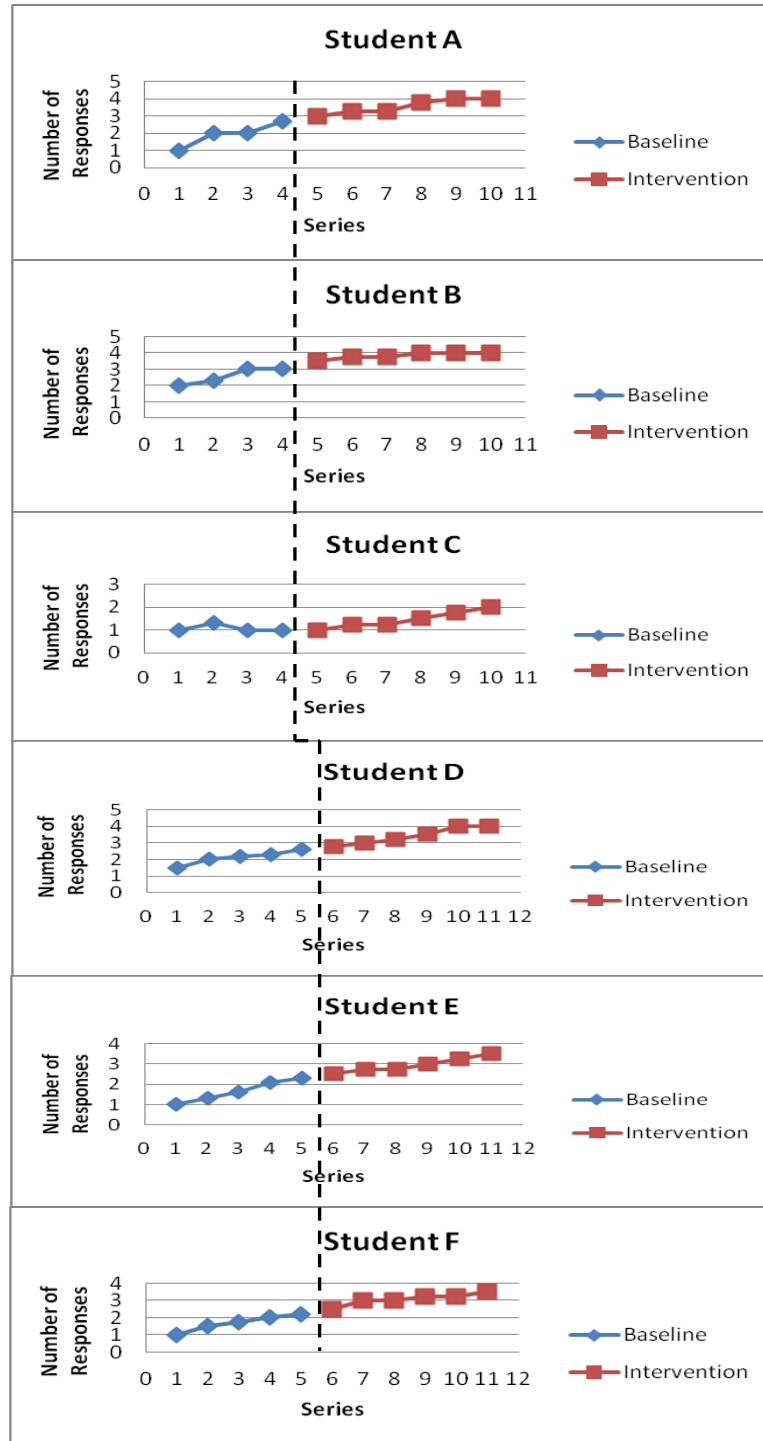 Student A
Number of
Responses
5
4
3
2
1
0
0 1 2 3 4 5 6 7 8 9 10 11
Series
Baseline
Intervention
Student B
Number of
Responses
5
4
3
2
1
0
0 1 2 3 4 5 6 7 8 9 10 11
Series
Baseline
Intervention
Student C
Number of
Responses
3
2
1
0
0 1 2 3 4 5 6 7 8 9 10 11
Series
Baseline
Intervention
Student D
Number of
Responses
5
4
3
2
1
0
0 1 2 3 4 5 6 7 8 9 10 11 12
Series
Baseline
Intervention
Student E
Number of
Responses
4
3
2
1
0
0 1 2 3 4 5 6 7 8 9 10 11 12
Series
Baseline
Intervention
Student F
Number of
Responses
4
3
2
1
0
0 1 2 3 4 5 6 7 8 9 10 11 12
Series
Baseline
Intervention